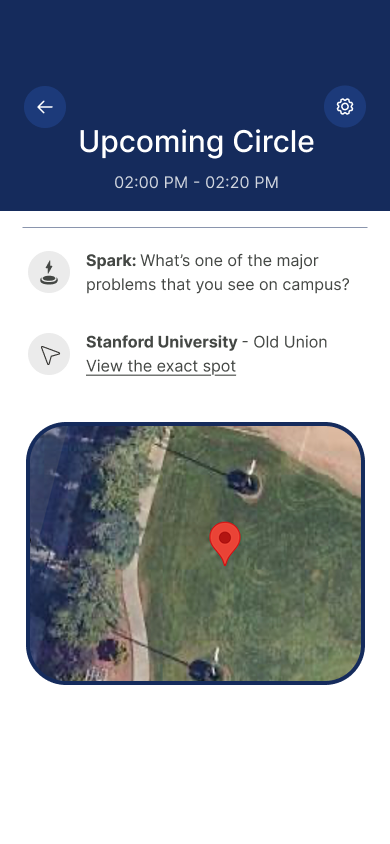 Upcoming Circle
02:00 PM - 02:20 PM
Spark: What’s one of the major
problems that you see on campus?
Stanford University - Old Union
View the exact spot